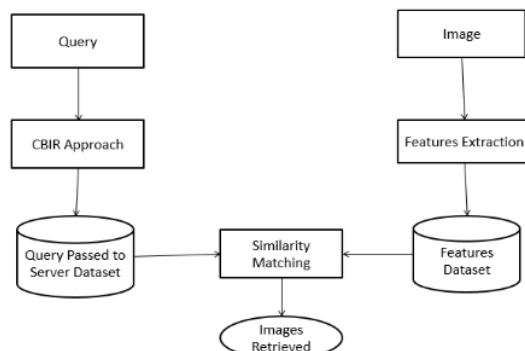 Query
Image
CBIR Approach
Features Extraction
Query Passed to
Server Dataset
Similarity
Matching
Features
Dataset
Images
Retrieved